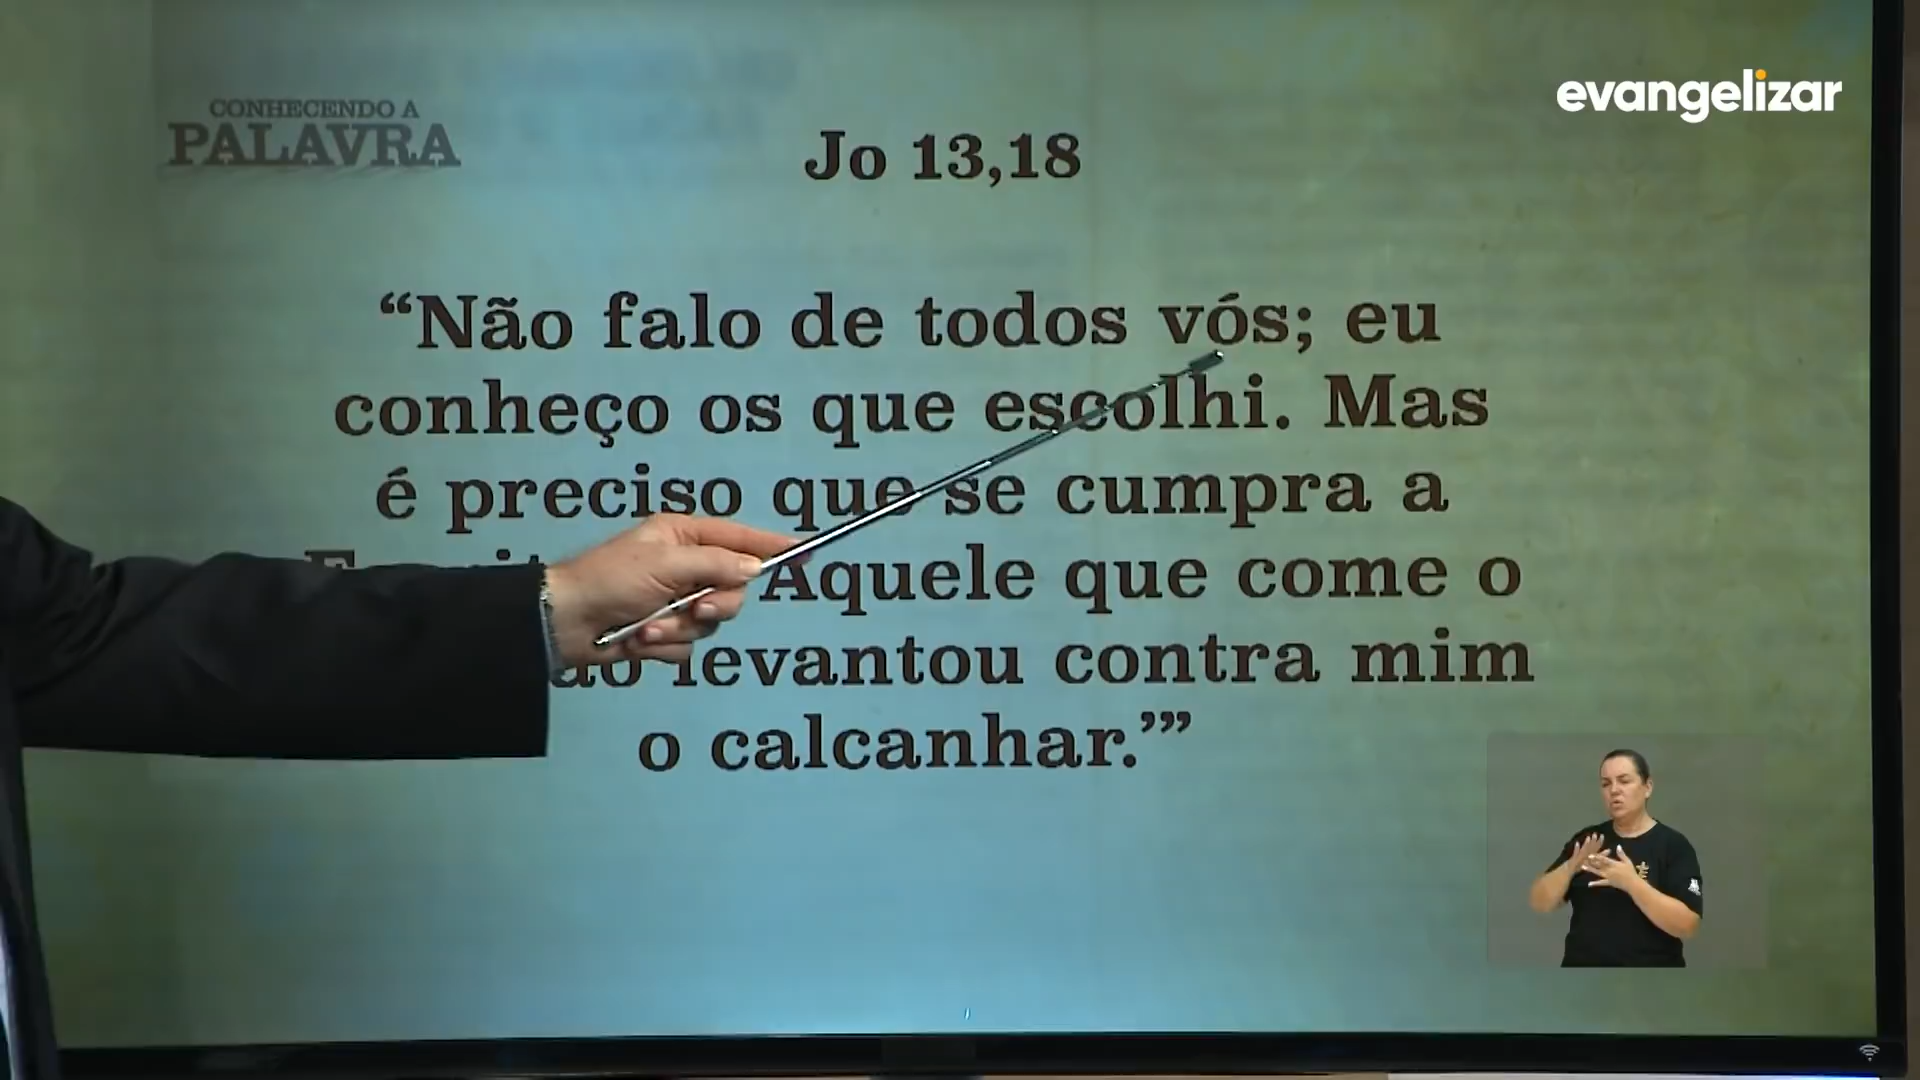 CONHECENDO A
PALAVRA
evangelizar
Jo 13,18
“Não falo de todos vós; eu
conheço os que escolhi. Mas
é preciso que se cumpra a
Aquele que come o
levantou contra mim
o calcanhar.’”